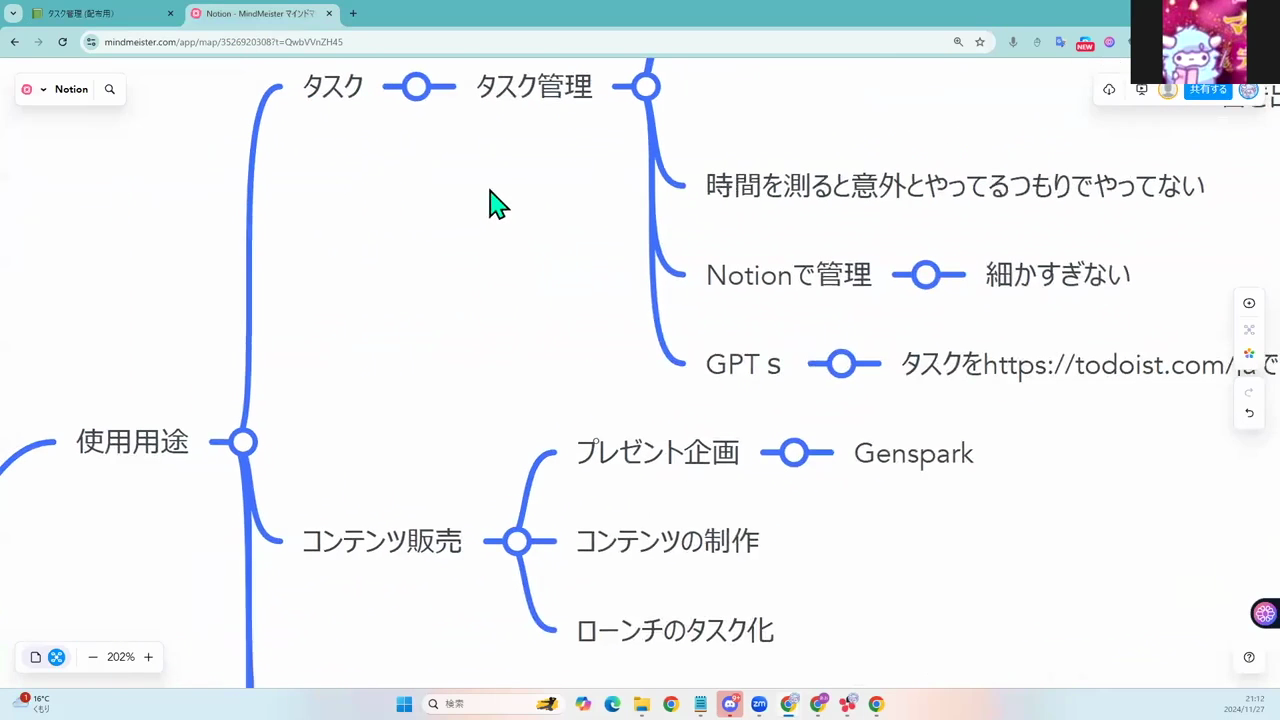 タスク管理 (配布用)
Notion - MindMeister マインドマ
mindmeister.com/app/map/3526920308?t=QwbVVnZH45
NEW
Notion
共有する
タスク
タスク管理
時間を測ると意外とやってるつもりでやってない
Notionで管理
細かすぎない
GPT s
タスクをhttps://todoist.com/jaで
使用用途
プレゼント企画
Genspark
コンテンツ販売
コンテンツの制作
ローンチのタスク化
202%
1
16°C
くもり
検索
9+
zm
21:12
2024/11/27